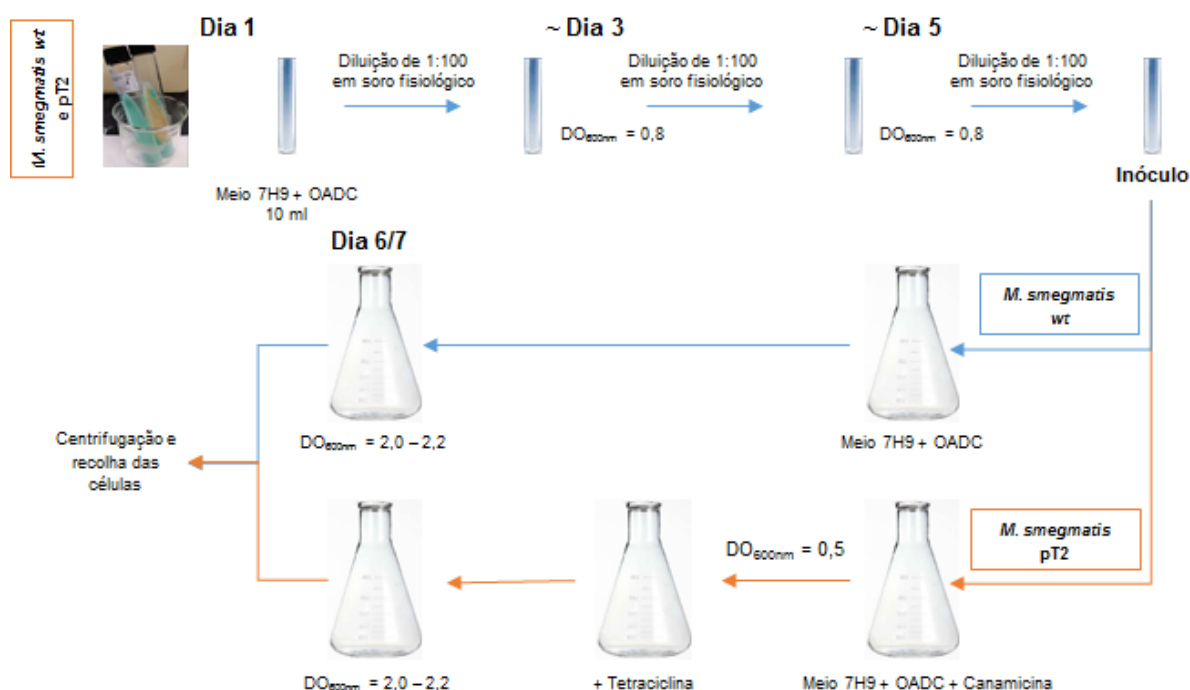 M. smegmatis wt
e pT2
Dia 1
~ Dia 3
~ Dia 5
Diluição de 1:100
em soro fisiológico
Diluição de 1:100
em soro fisiológico
Diluição de 1:100
em soro fisiológico
DO600nm = 0,8
DO600nm = 0,8
Inóculo
Meio 7H9 + OADC
10 ml
Dia 6/7
M. smegmatis
wt
DO600nm = 2,0 – 2,2
Meio 7H9 + OADC
Centrifugação e
recolha das
células
M. smegmatis
pT2
DO600nm = 0,5
DO600nm = 2,0 – 2,2
+ Tetraciclina
Meio 7H9 + OADC + Canamicina